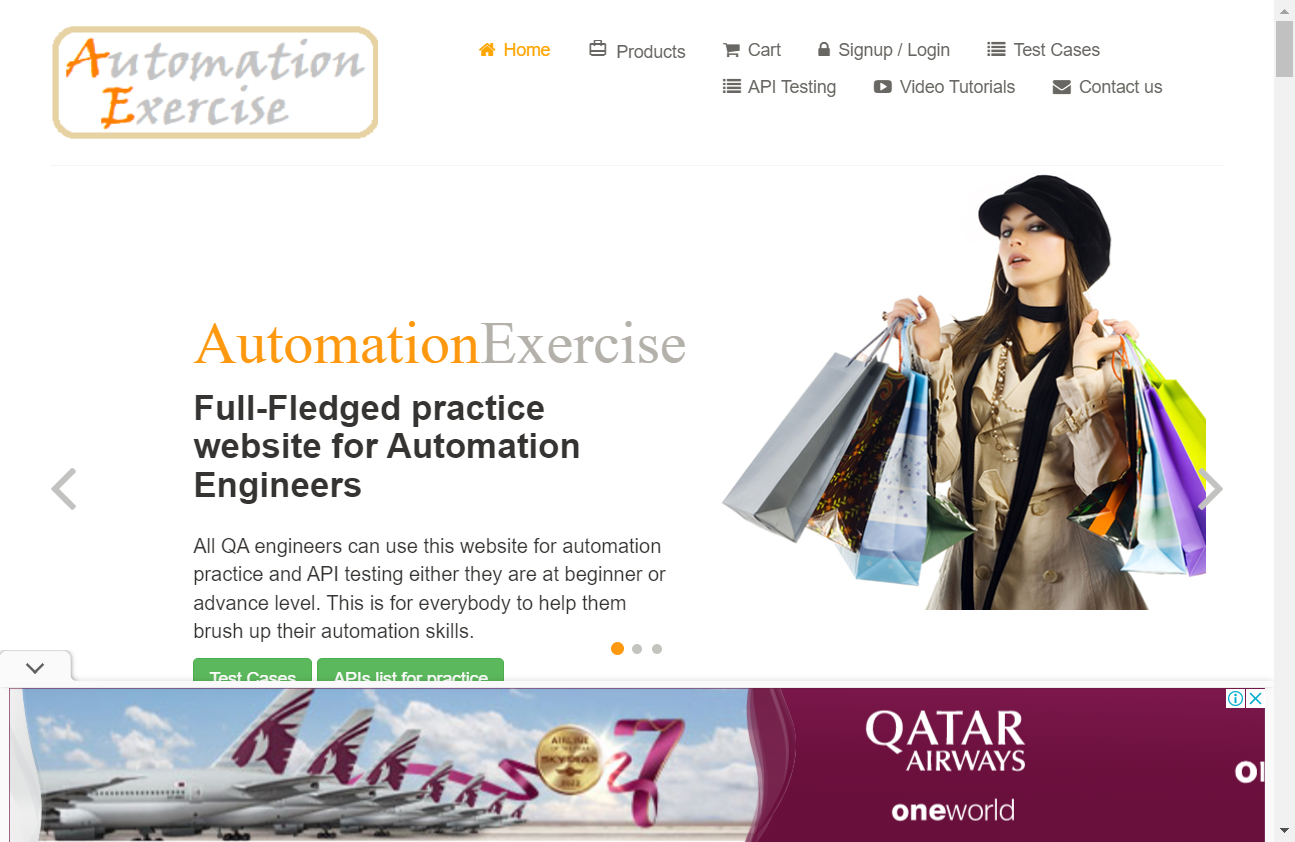 Automation
Exercise
Home
Products
Cart
Signup / Login
Test Cases
API Testing
Video Tutorials
Contact us
AutomationExercise
Full-Fledged practice
website for Automation
Engineers
All QA engineers can use this website for automation
practice and API testing either they are at beginner or
advance level. This is for everybody to help them
brush up their automation skills.
Test Cases
APIs list for practice
AIRLINE
OF THE YEAR
SKYTRAX
2022
7
QATAR
AIRWAYS
oneworld